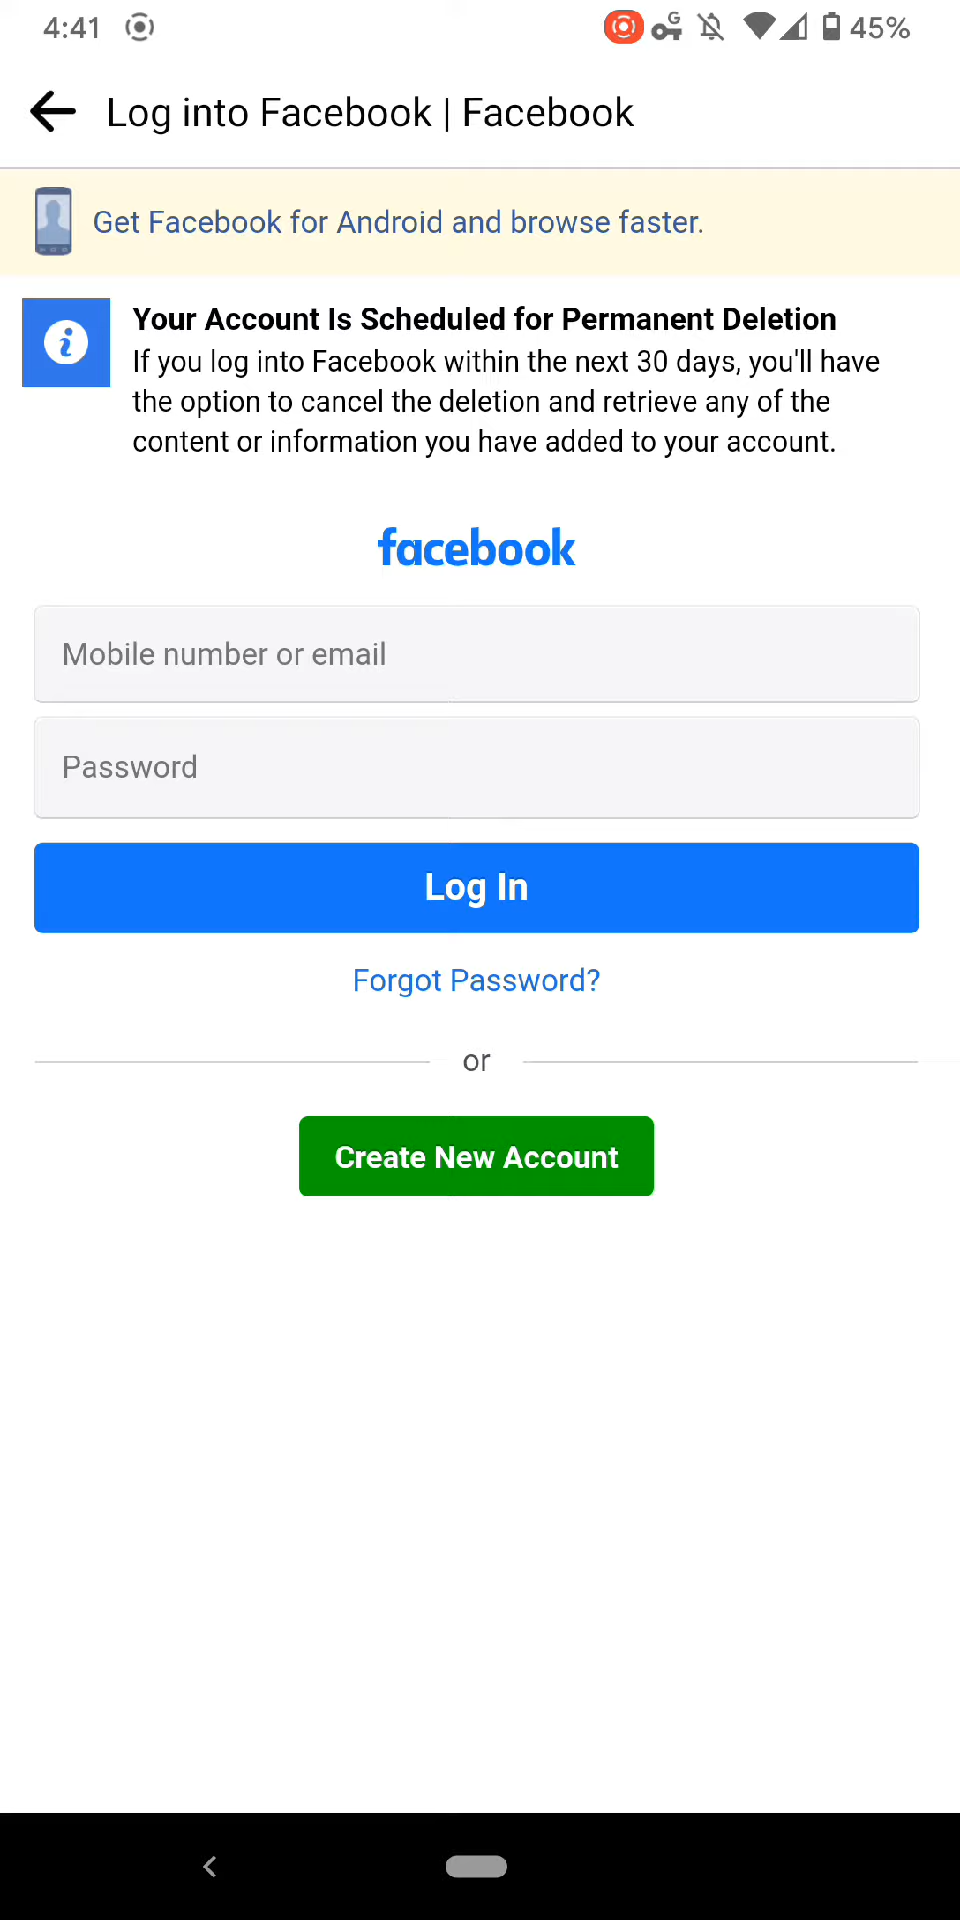 4:41
G
45%
Log into Facebook | Facebook
Get Facebook for Android and browse faster.
Your Account Is Scheduled for Permanent Deletion
If you log into Facebook within the next 30 days, you'll have
the option to cancel the deletion and retrieve any of the
content or information you have added to your account.
facebook
Mobile number or email
Password
Log In
Forgot Password?
or
Create New Account